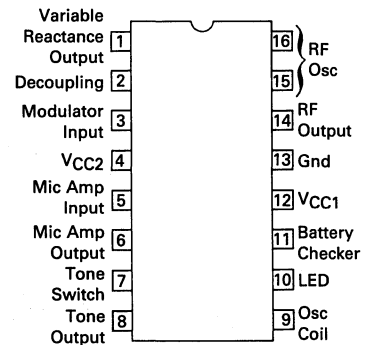 Variable
Reactance
Output
1
Decoupling 2
Modulator
Input
3
VCC2 4
Mic Amp
Input
5
Mic Amp
Output
6
Tone
Switch
7
Tone
Output
8
16
15
RF
Osc
14 RF
Output
13 Gnd
12 VCC1
11 Battery
Checker
10 LED
9 Osc
Coil